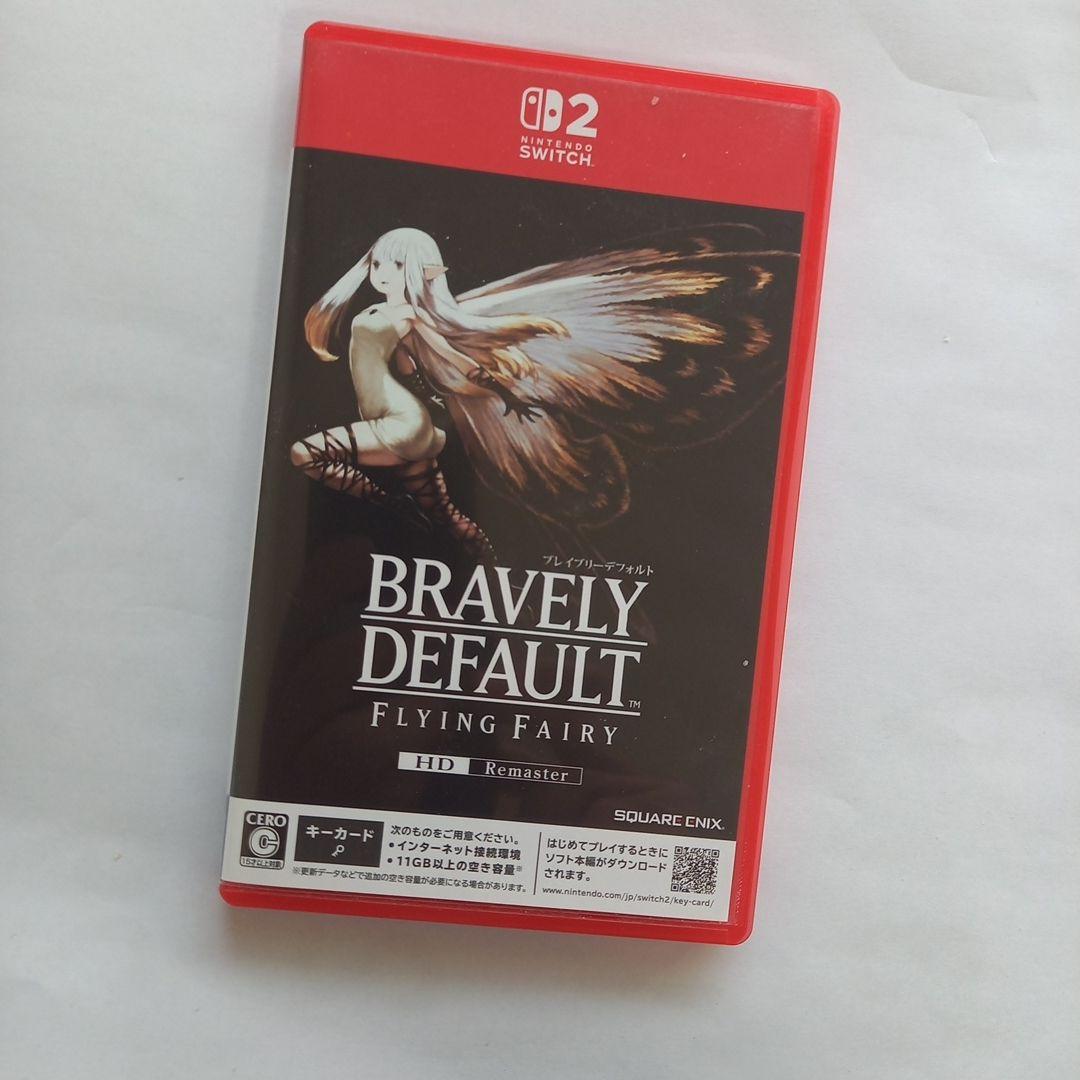 2
NINTENDO
SWITCH™
ブレイブリーデフォルト
BRAVELY
DEFAULT™
FLYING FAIRY
HD Remaster
SQUARE ENIX®
CERO
C
15才以上対象
キーカード
次のものをご用意ください。
・インターネット接続環境
・11GB以上の空き容量※
※更新データなどで追加の空き容量が必要になる場合があります。
はじめてプレイするときに
ソフト本編がダウンロード
されます。
www.nintendo.com/jp/switch2/key-card/